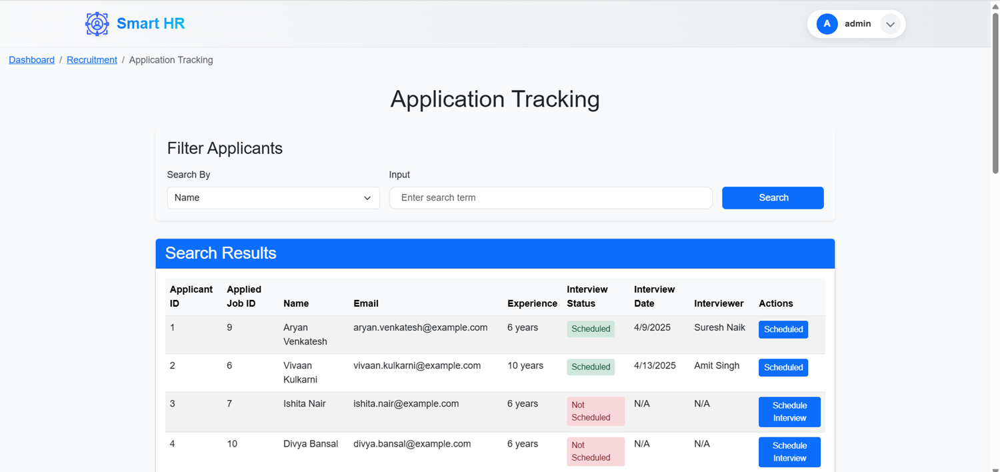 Smart HR
A admin
Dashboard / Recruitment / Application Tracking
Application Tracking
Filter Applicants
Search By Input
Name Enter search term Search
Search Results
Applicant ID Applied Job ID Name Email Experience Interview Status Interview Date Interviewer Actions
1 9 Aryan Venkatesh aryan.venkatesh@example.com 6 years Scheduled 4/9/2025 Suresh Naik Scheduled
2 6 Vivaan Kulkarni vivaan.kulkarni@example.com 10 years Scheduled 4/13/2025 Amit Singh Scheduled
3 7 Ishita Nair ishita.nair@example.com 6 years Not Scheduled N/A N/A Schedule Interview
4 10 Divya Bansal divya.bansal@example.com 6 years Not Scheduled N/A N/A Schedule Interview